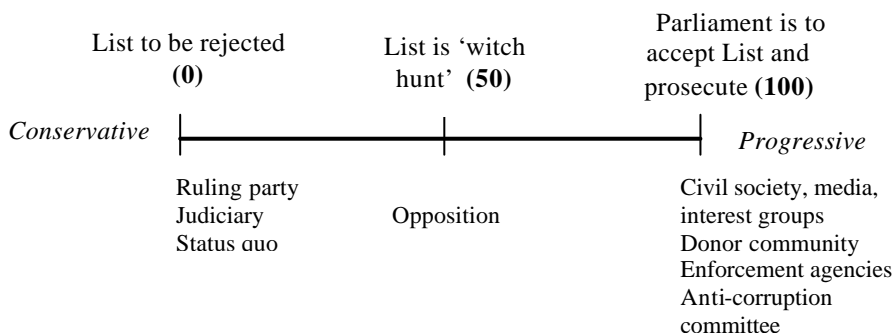 List to be rejected
(0)
List is ‘witch
hunt’ (50)
Parliament is to
accept List and
prosecute (100)
Conservative
Progressive
Ruling party
Judiciary
Status quo
Opposition
Civil society, media,
interest groups
Donor community
Enforcement agencies
Anti-corruption
committee